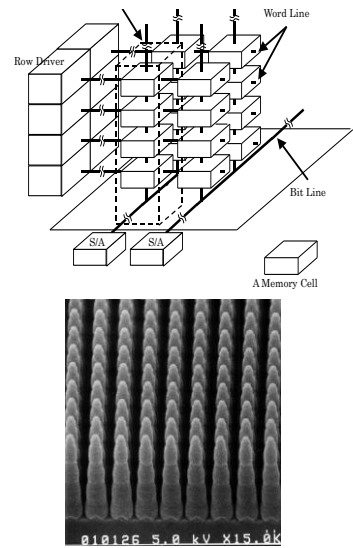 Word Line
Row Driver
Bit Line
S/A
S/A
A Memory Cell
010126 5.0 kV X15.0K